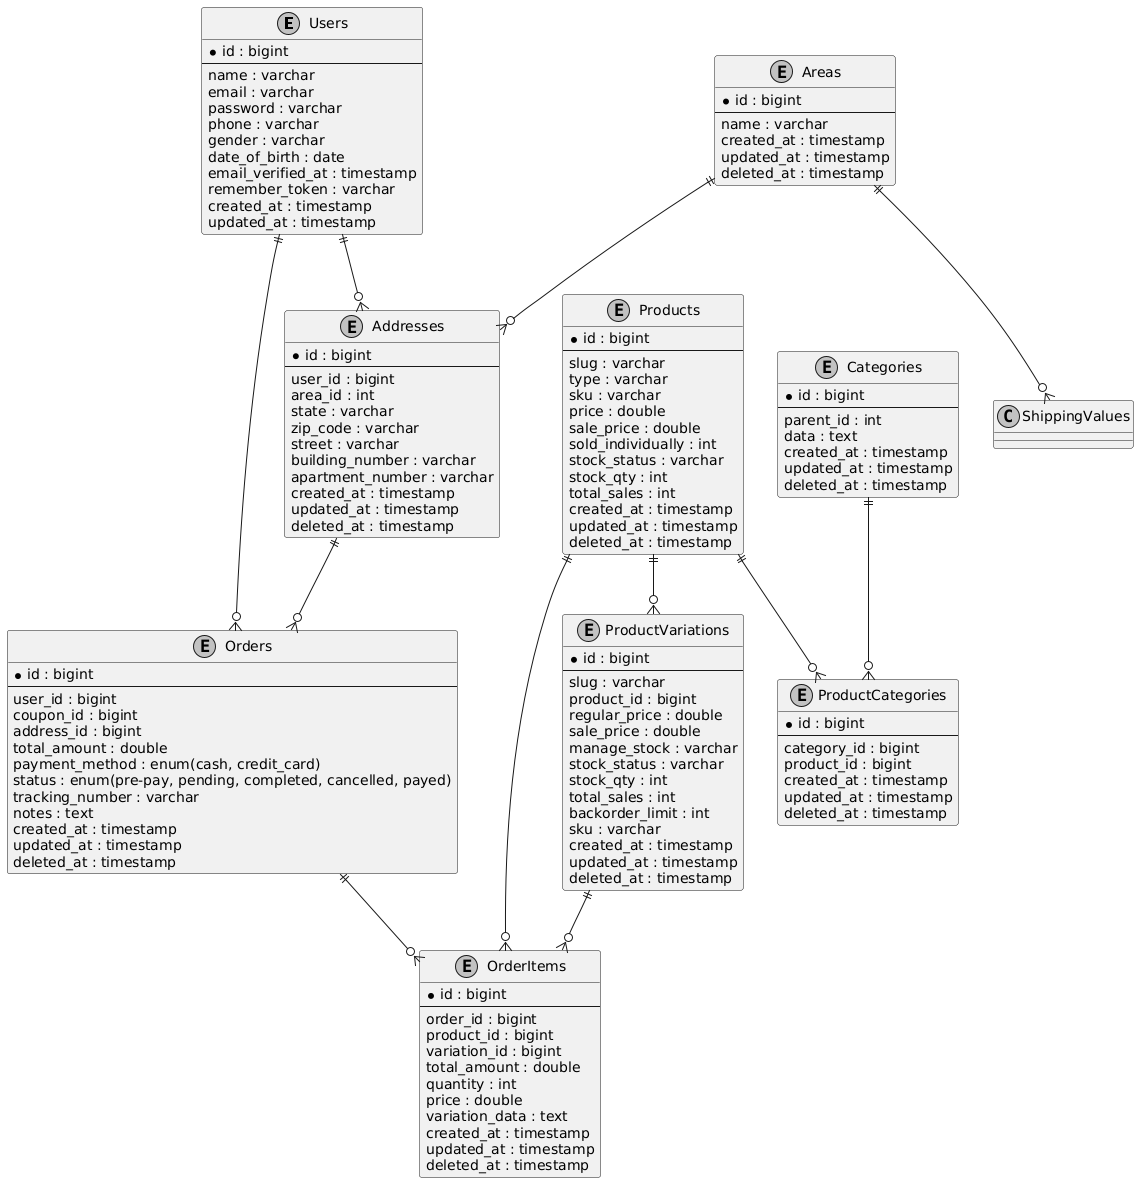 E Users
* id : bigint
name : varchar
email : varchar
password : varchar
phone : varchar
gender : varchar
date_of_birth : date
email_verified_at : timestamp
remember_token : varchar
created_at : timestamp
updated_at : timestamp
E Areas
* id : bigint
name : varchar
created_at : timestamp
updated_at : timestamp
deleted_at : timestamp
E Addresses
* id : bigint
user_id : bigint
area_id : int
state : varchar
zip_code : varchar
street : varchar
building_number : varchar
apartment_number : varchar
created_at : timestamp
updated_at : timestamp
deleted_at : timestamp
E Products
* id : bigint
slug : varchar
type : varchar
sku : varchar
price : double
sale_price : double
sold_individually : int
stock_status : varchar
stock_qty : int
total_sales : int
created_at : timestamp
updated_at : timestamp
deleted_at : timestamp
E Categories
* id : bigint
parent_id : int
data : text
created_at : timestamp
updated_at : timestamp
deleted_at : timestamp
C ShippingValues
E Orders
* id : bigint
user_id : bigint
coupon_id : bigint
address_id : bigint
total_amount : double
payment_method : enum(cash, credit_card)
status : enum(pre-pay, pending, completed, cancelled, payed)
tracking_number : varchar
notes : text
created_at : timestamp
updated_at : timestamp
deleted_at : timestamp
E ProductVariations
* id : bigint
slug : varchar
product_id : bigint
regular_price : double
sale_price : double
manage_stock : varchar
stock_status : varchar
stock_qty : int
total_sales : int
backorder_limit : int
sku : varchar
created_at : timestamp
updated_at : timestamp
deleted_at : timestamp
E ProductCategories
* id : bigint
category_id : bigint
product_id : bigint
created_at : timestamp
updated_at : timestamp
deleted_at : timestamp
E OrderItems
* id : bigint
order_id : bigint
product_id : bigint
variation_id : bigint
total_amount : double
quantity : int
price : double
variation_data : text
created_at : timestamp
updated_at : timestamp
deleted_at : timestamp